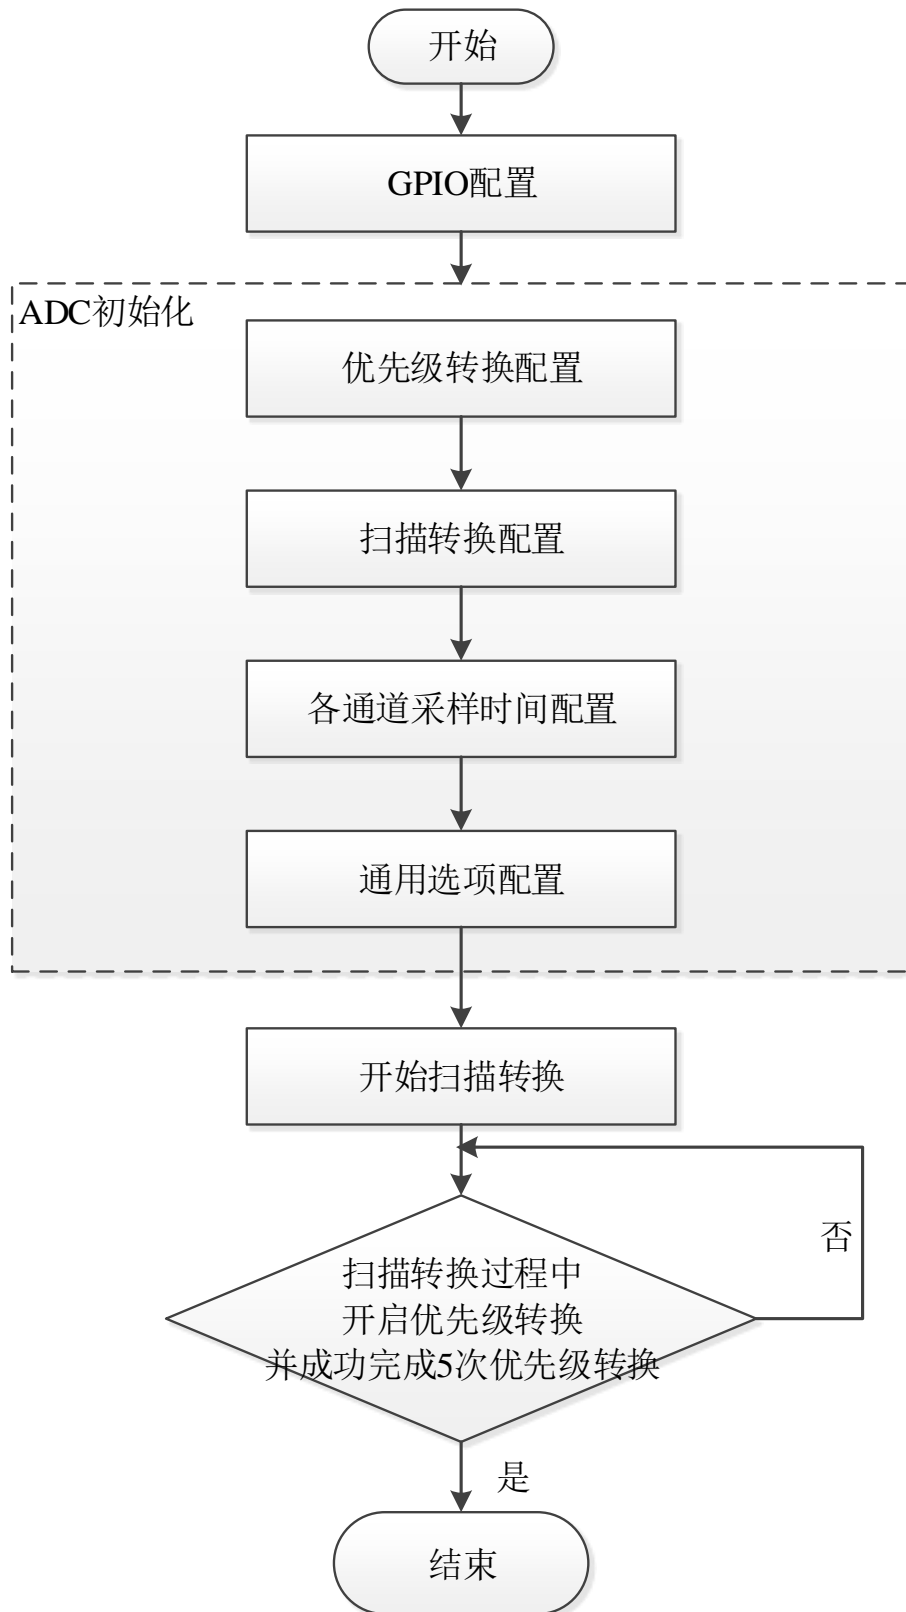 开始
GPIO配置
ADC初始化
优先级转换配置
扫描转换配置
各通道采样时间配置
通用选项配置
开始扫描转换
否
扫描转换过程中
开启优先级转换
并成功完成5次优先级转换
是
结束